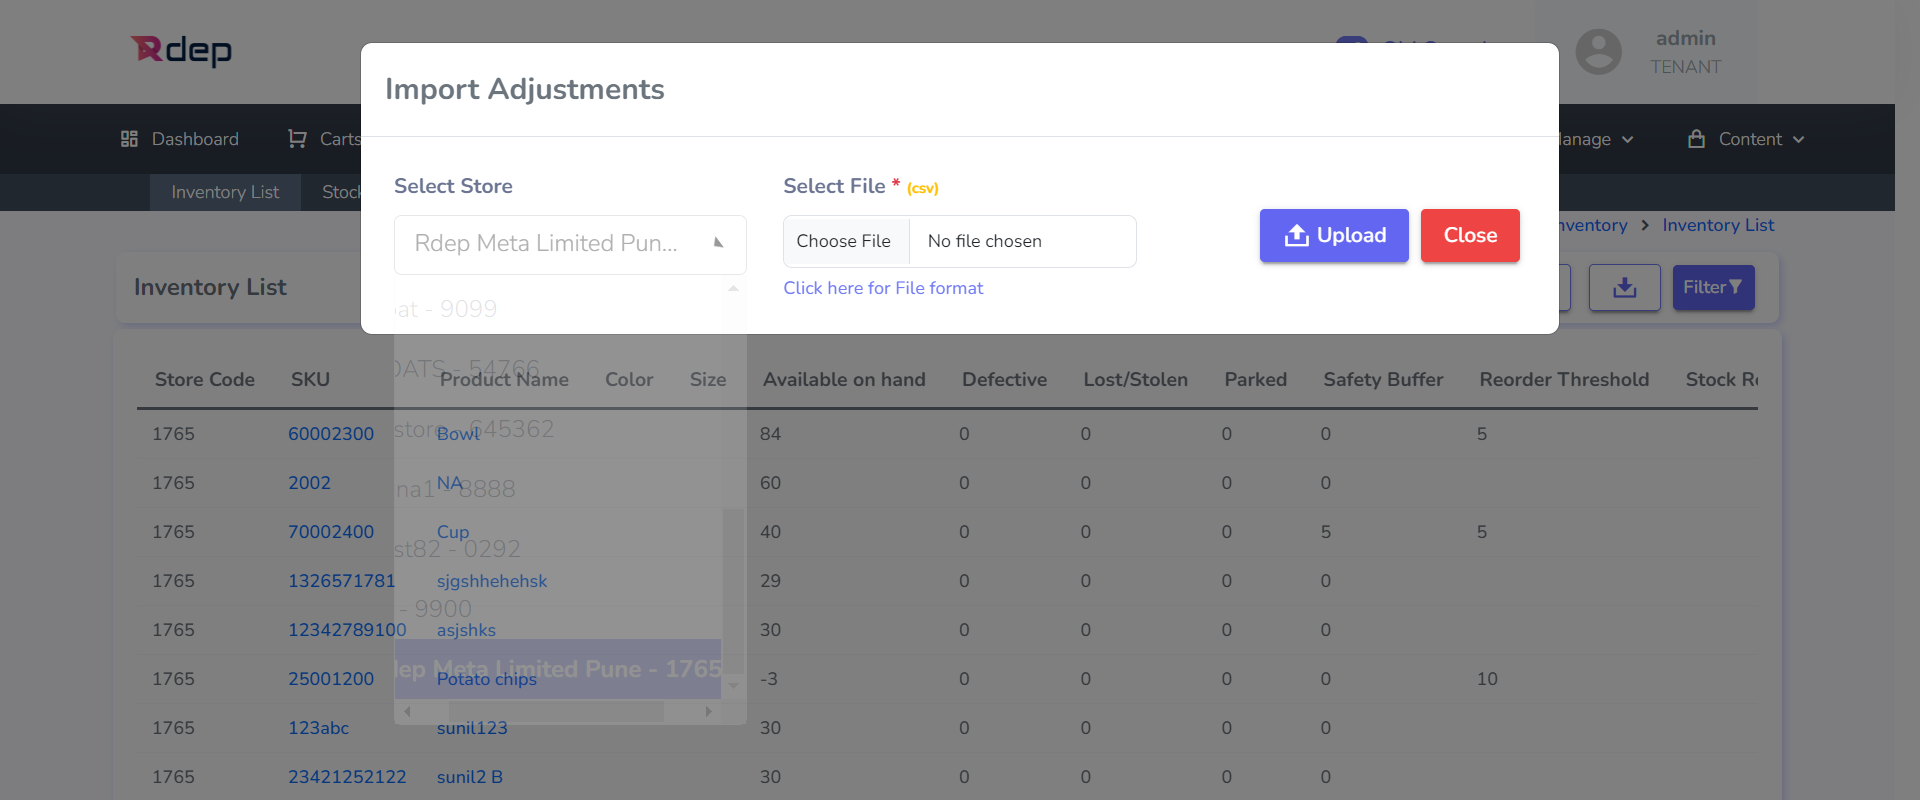 Rdep
admin
TENANT
Import Adjustments
Dashboard
Carts
Content
Inventory List
Stock
Inventory List
Select Store
Select File * (csv)
Rdep Meta Limited Pun...
Choose File
No file chosen
Upload
Close
Click here for File format
Inventory List
Filter
- 9099
- 54766
store - 645362
na1 - 8888
st82 - 0292
- 9900
Meta Limited Pune - 1765
Store Code SKU Product Name Color Size Available on hand Defective Lost/Stolen Parked Safety Buffer Reorder Threshold Stock
1765 60002300 Bowl 84 0 0 0 0 5
1765 2002 NA 60 0 0 0 0
1765 70002400 Cup 40 0 0 0 5 5
1765 1326571781 sjgshhehehsk 29 0 0 0 0
1765 12342789100 asjshks 30 0 0 0 0
1765 25001200 Potato chips -3 0 0 0 0 10
1765 123abc sunil123 30 0 0 0 0
1765 23421252122 sunil2 B 30 0 0 0 0